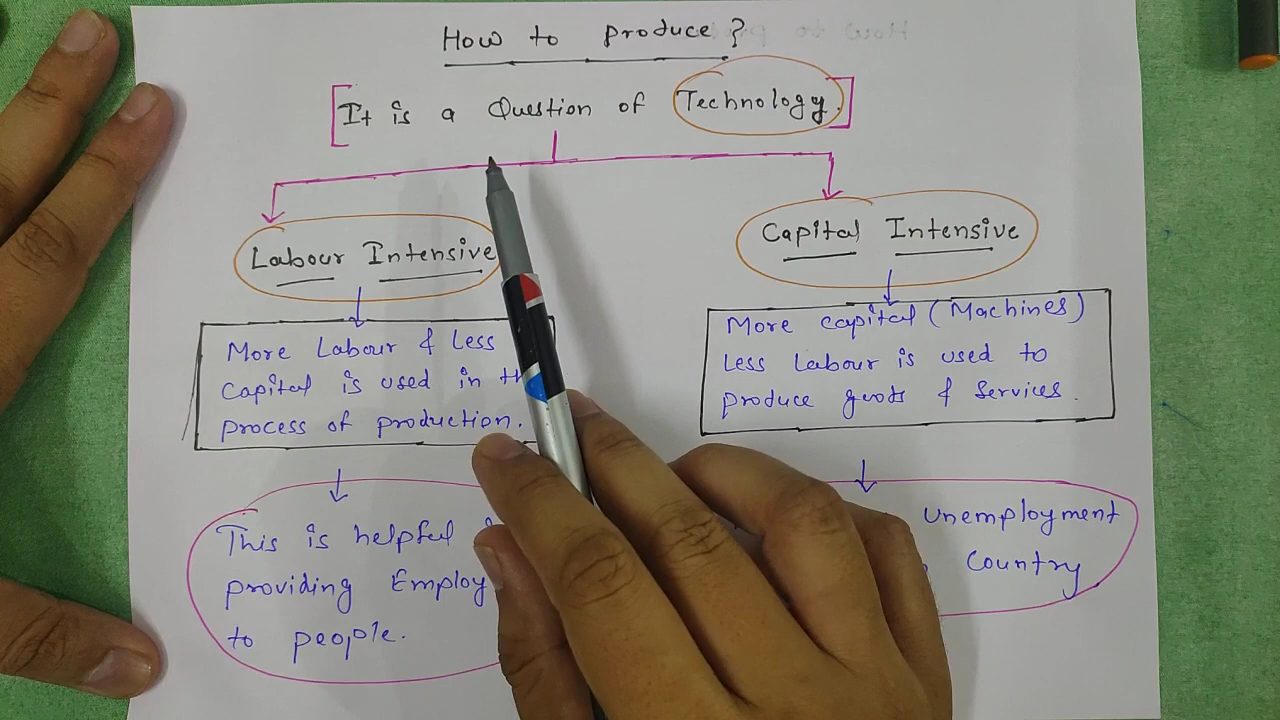 How to produce?
It is a Question of Technology.
Labour Intensive
Capital Intensive
More Labour & Less
Capital is used in
process of production.
More capital (Machines)
Less Labour is used to
produce goods & Services.
This is helpful
providing
to people.
unemployment
Country